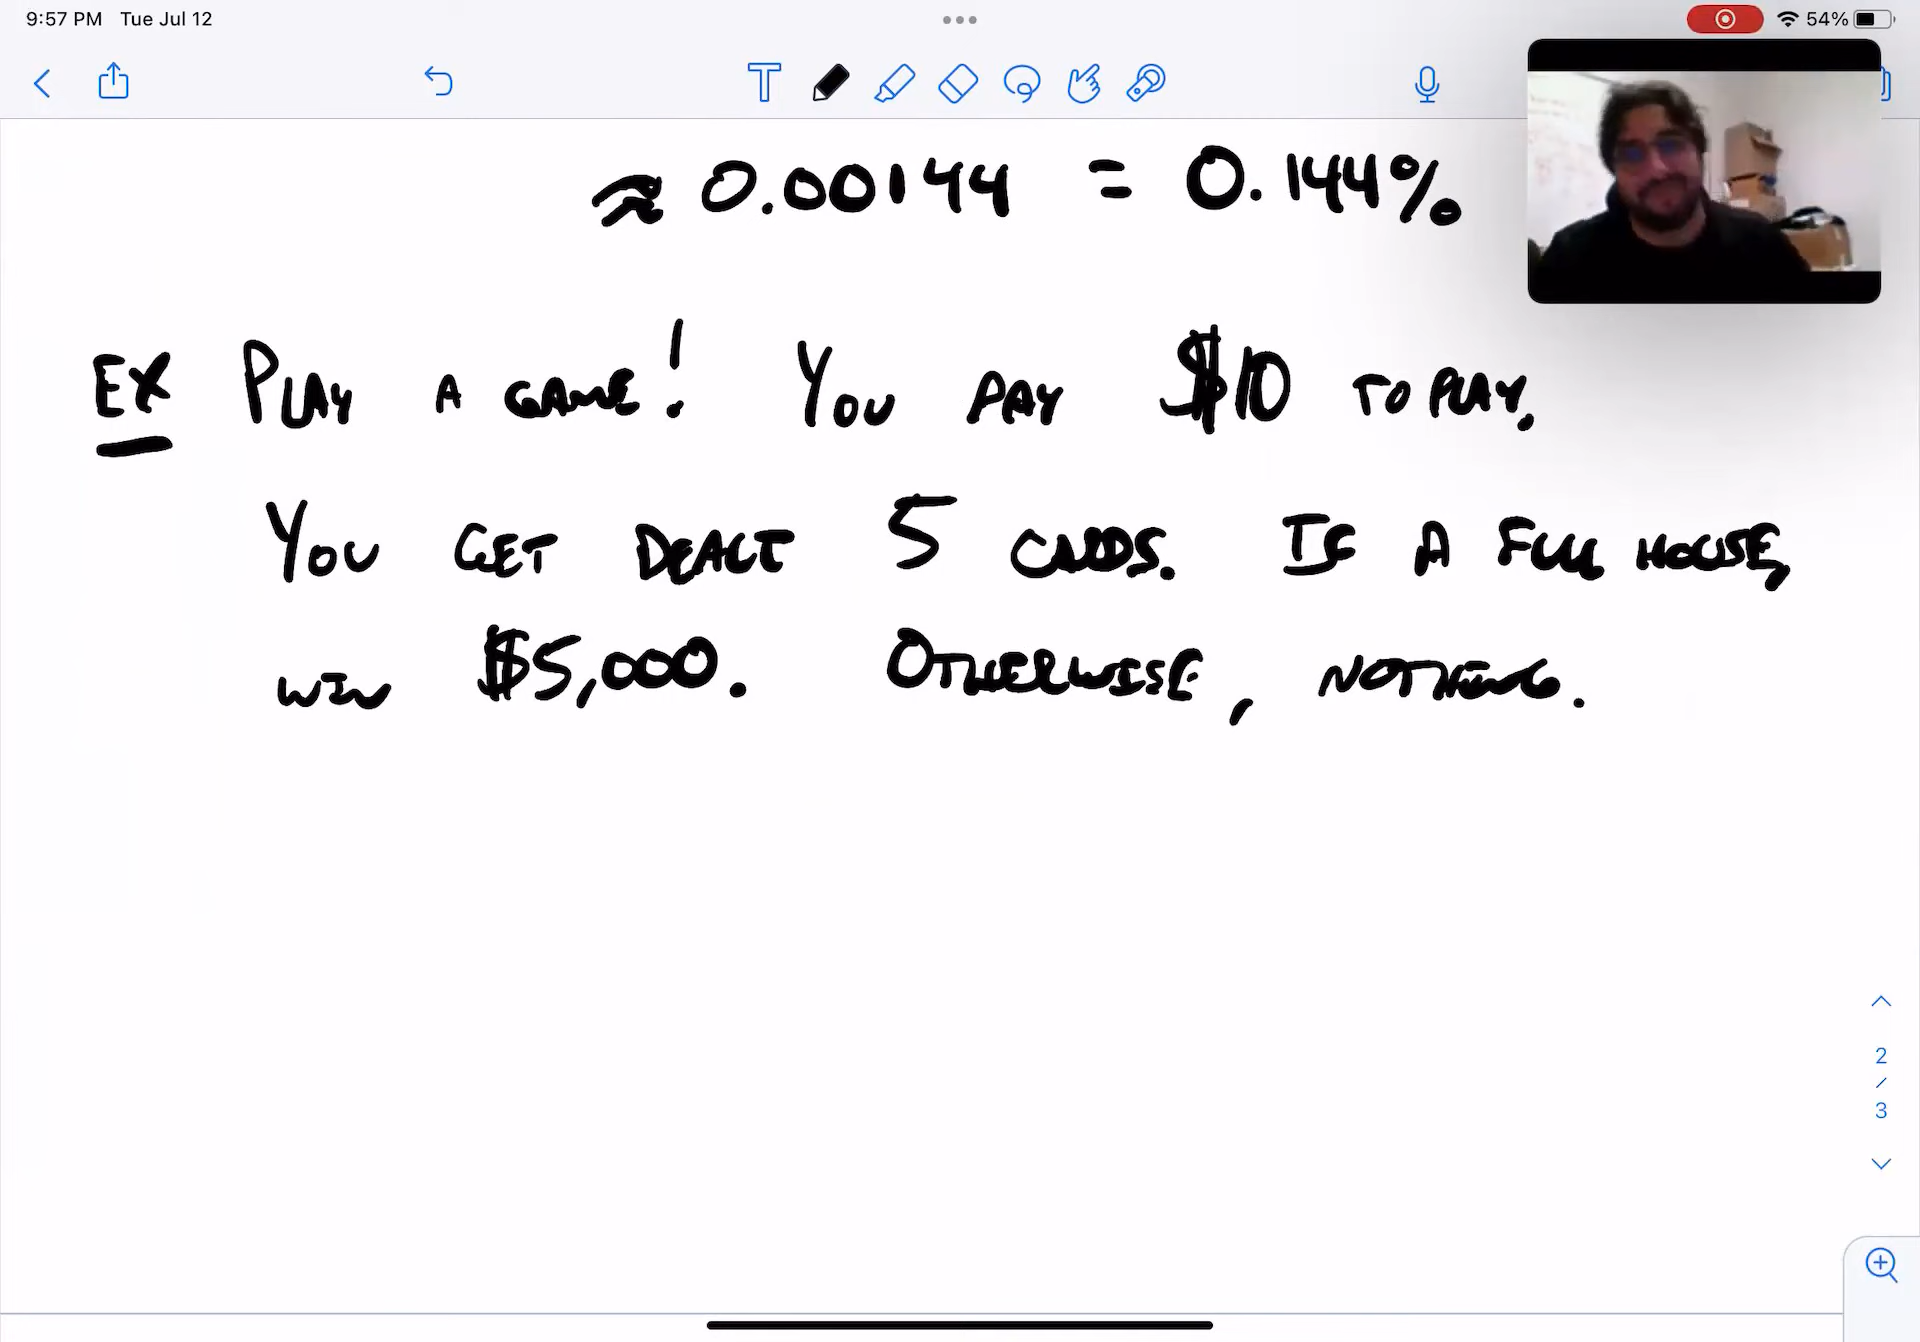 9:57 PM Tue Jul 12
54%
≈ 0.00144 = 0.144%
EX PLAY A GAME! YOU PAY $10 TO PLAY.
YOU GET DEALT 5 CARDS. IF A FULL HOUSE,
WIN $5,000. OTHERWISE, NOTHING.
2
/
3